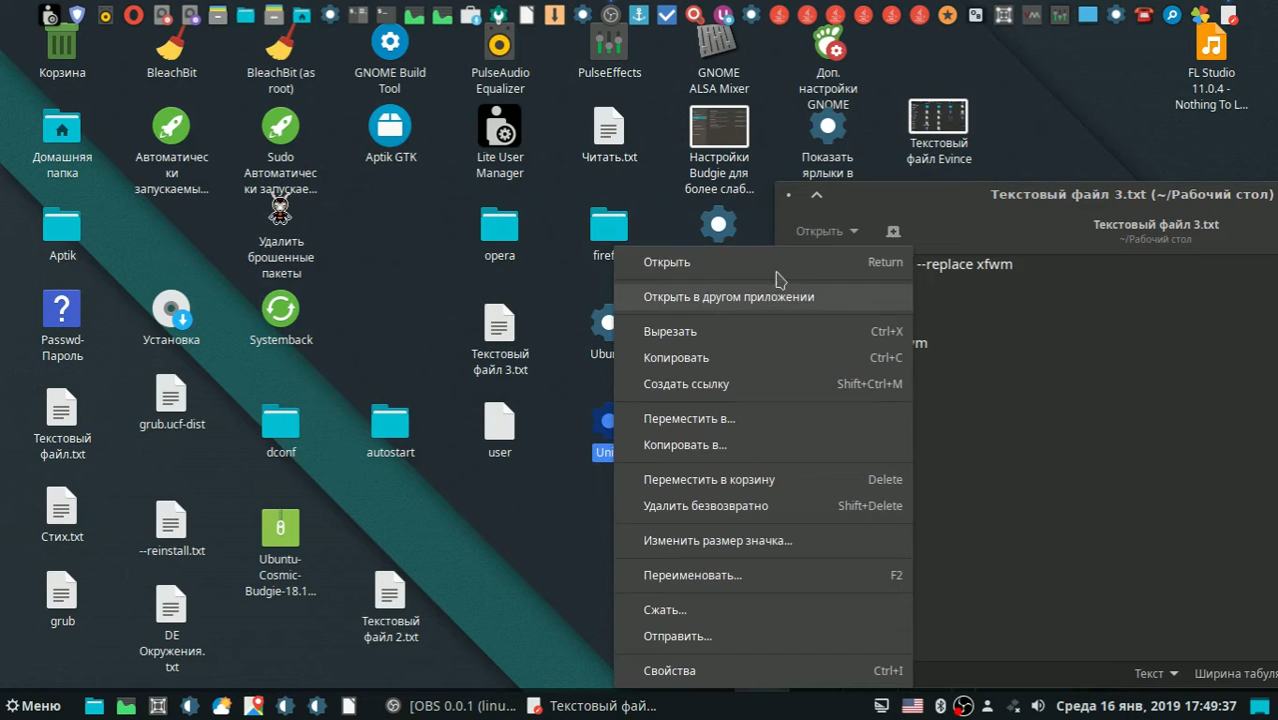 Корзина
BleachBit
BleachBit (as
root)
GNOME Build
Tool
PulseAudio
Equalizer
PulseEffects
GNOME
ALSA Mixer
Доп.
настройки
GNOME
FL Studio
11.0.4 -
Nothing To L...
Домашняя
папка
Автоматичес
ки
запускаемы...
Sudo
Автоматичес
ки запускае...
Aptik GTK
Lite User
Manager
Читать.txt
Настройки
Budgie для
более слаб...
Показать
ярлыки в
Текстовый
файл Evince
Aptik
Удалить
брошенные
пакеты
opera
Passwd-
Пароль
Установка
Systemback
Текстовый
файл 3.txt
Текстовый
файл.txt
grub.ucf-dist
dconf
autostart
user
Стих.txt
--reinstall.txt
Ubuntu-
Cosmic-
Budgie-18.1...
grub
DE
Окружения.
txt
Текстовый
файл 2.txt
Текстовый файл 3.txt (~/Рабочий стол)
Открыть
Текстовый файл 3.txt
~/Рабочий стол
--replace xfwm
Открыть Return
Открыть в другом приложении
Вырезать Ctrl+X
Копировать Ctrl+C
Создать ссылку Shift+Ctrl+M
Переместить в...
Копировать в...
Переместить в корзину Delete
Удалить безвозвратно Shift+Delete
Изменить размер значка...
Переименовать... F2
Сжать...
Отправить...
Свойства Ctrl+I
Текст
Ширина табуля
Меню
[OBS 0.0.1 (linu...
Текстовый фай...
Среда 16 янв, 2019 17:49:37